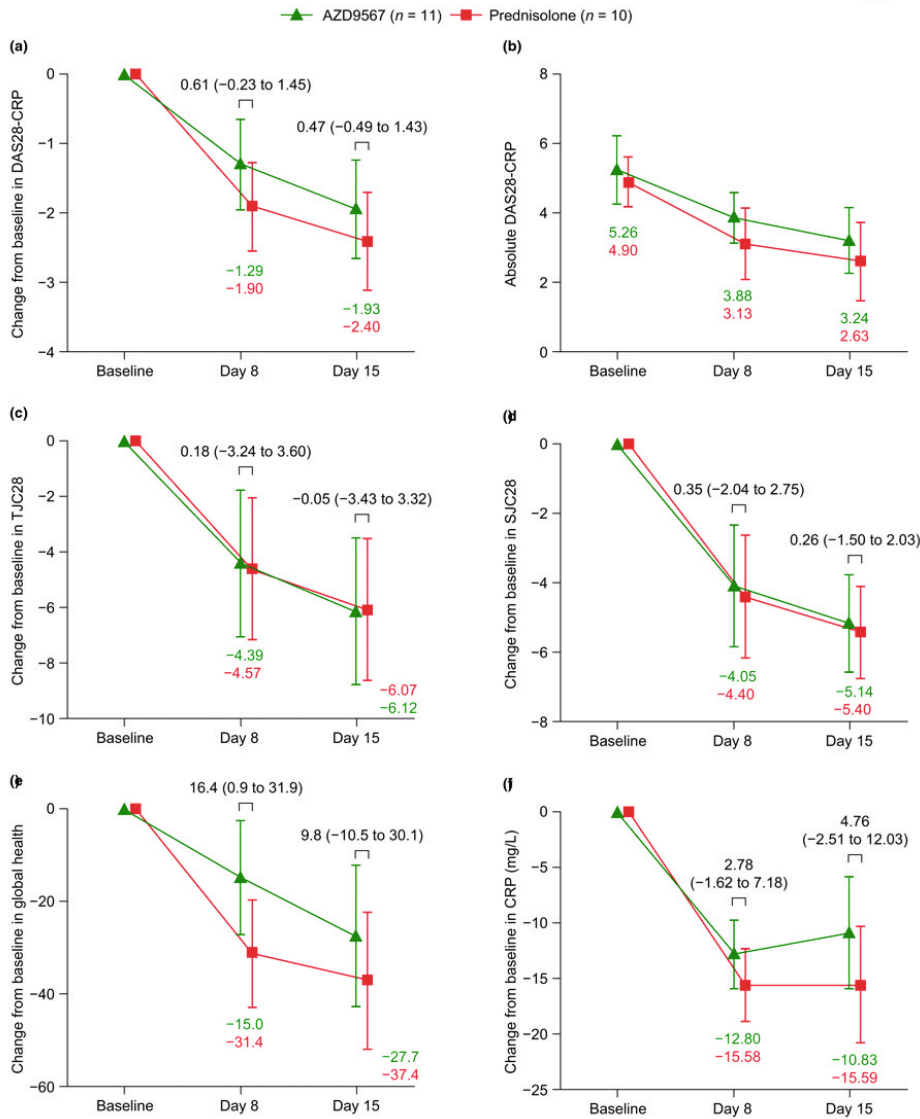 AZD9567 (n = 11) Prednisolone (n = 10)
(a)
Change from baseline in DAS28-CRP
0
−1
−2
−3
−4
0.61 (−0.23 to 1.45)
0.47 (−0.49 to 1.43)
−1.29
−1.90
−1.93
−2.40
Baseline Day 8 Day 15
(b)
Absolute DAS28-CRP
8
6
4
2
0
5.26
4.90
3.88
3.13
3.24
2.63
Baseline Day 8 Day 15
(c)
Change from baseline in TJC28
0
−2
−4
−6
−8
−10
0.18 (−3.24 to 3.60)
−0.05 (−3.43 to 3.32)
−4.39
−4.57
−6.07
−6.12
Baseline Day 8 Day 15
(d)
Change from baseline in SJC28
0
−2
−4
−6
−8
0.35 (−2.04 to 2.75)
0.26 (−1.50 to 2.03)
−4.05
−4.40
−5.14
−5.40
Baseline Day 8 Day 15
(e)
Change from baseline in global health
0
−20
−40
−60
16.4 (0.9 to 31.9)
9.8 (−10.5 to 30.1)
−15.0
−31.4
−27.7
−37.4
Baseline Day 8 Day 15
(f)
Change from baseline in CRP (mg/L)
0
−5
−10
−15
−20
−25
2.78
(−1.62 to 7.18)
4.76
(−2.51 to 12.03)
−12.80
−15.58
−10.83
−15.59
Baseline Day 8 Day 15